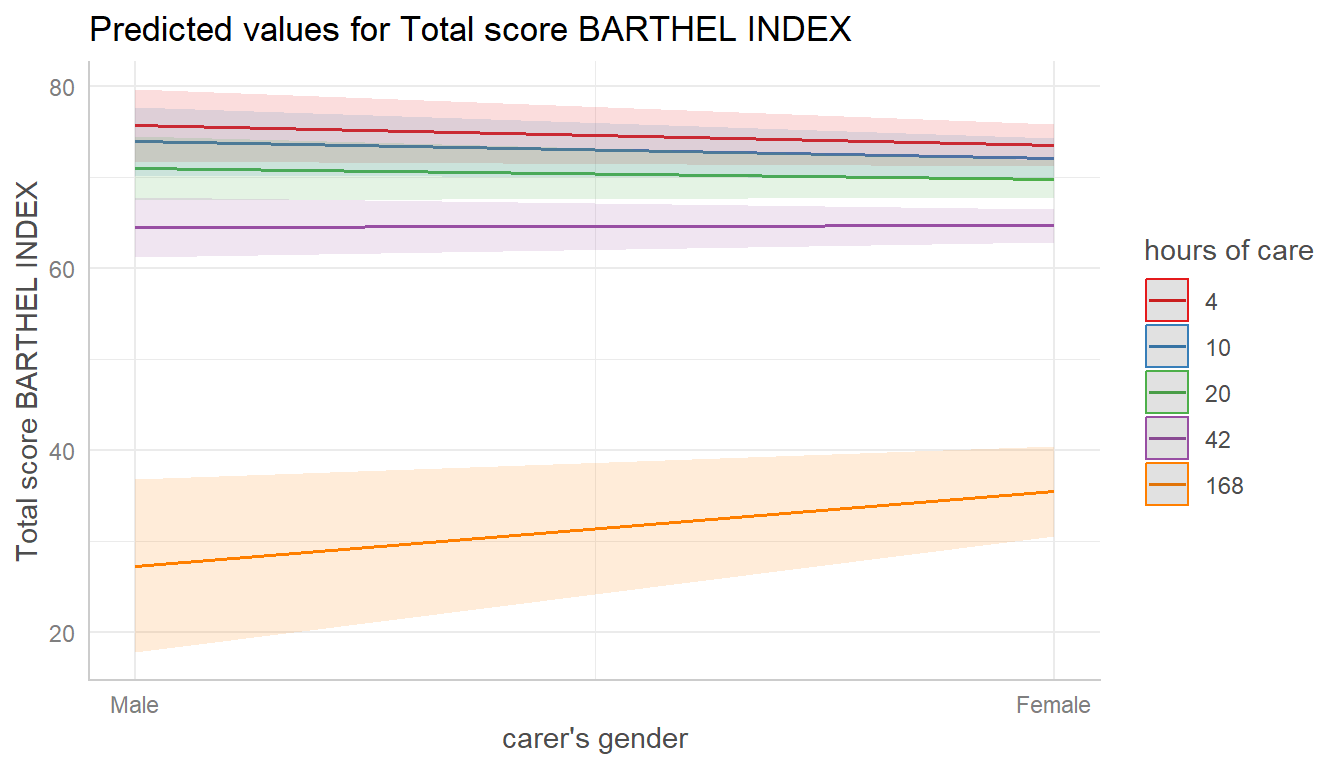 Predicted values for Total score BARTHEL INDEX
Total score BARTHEL INDEX
80
60
40
20
Male
Female
carer's gender
hours of care
4
10
20
42
168